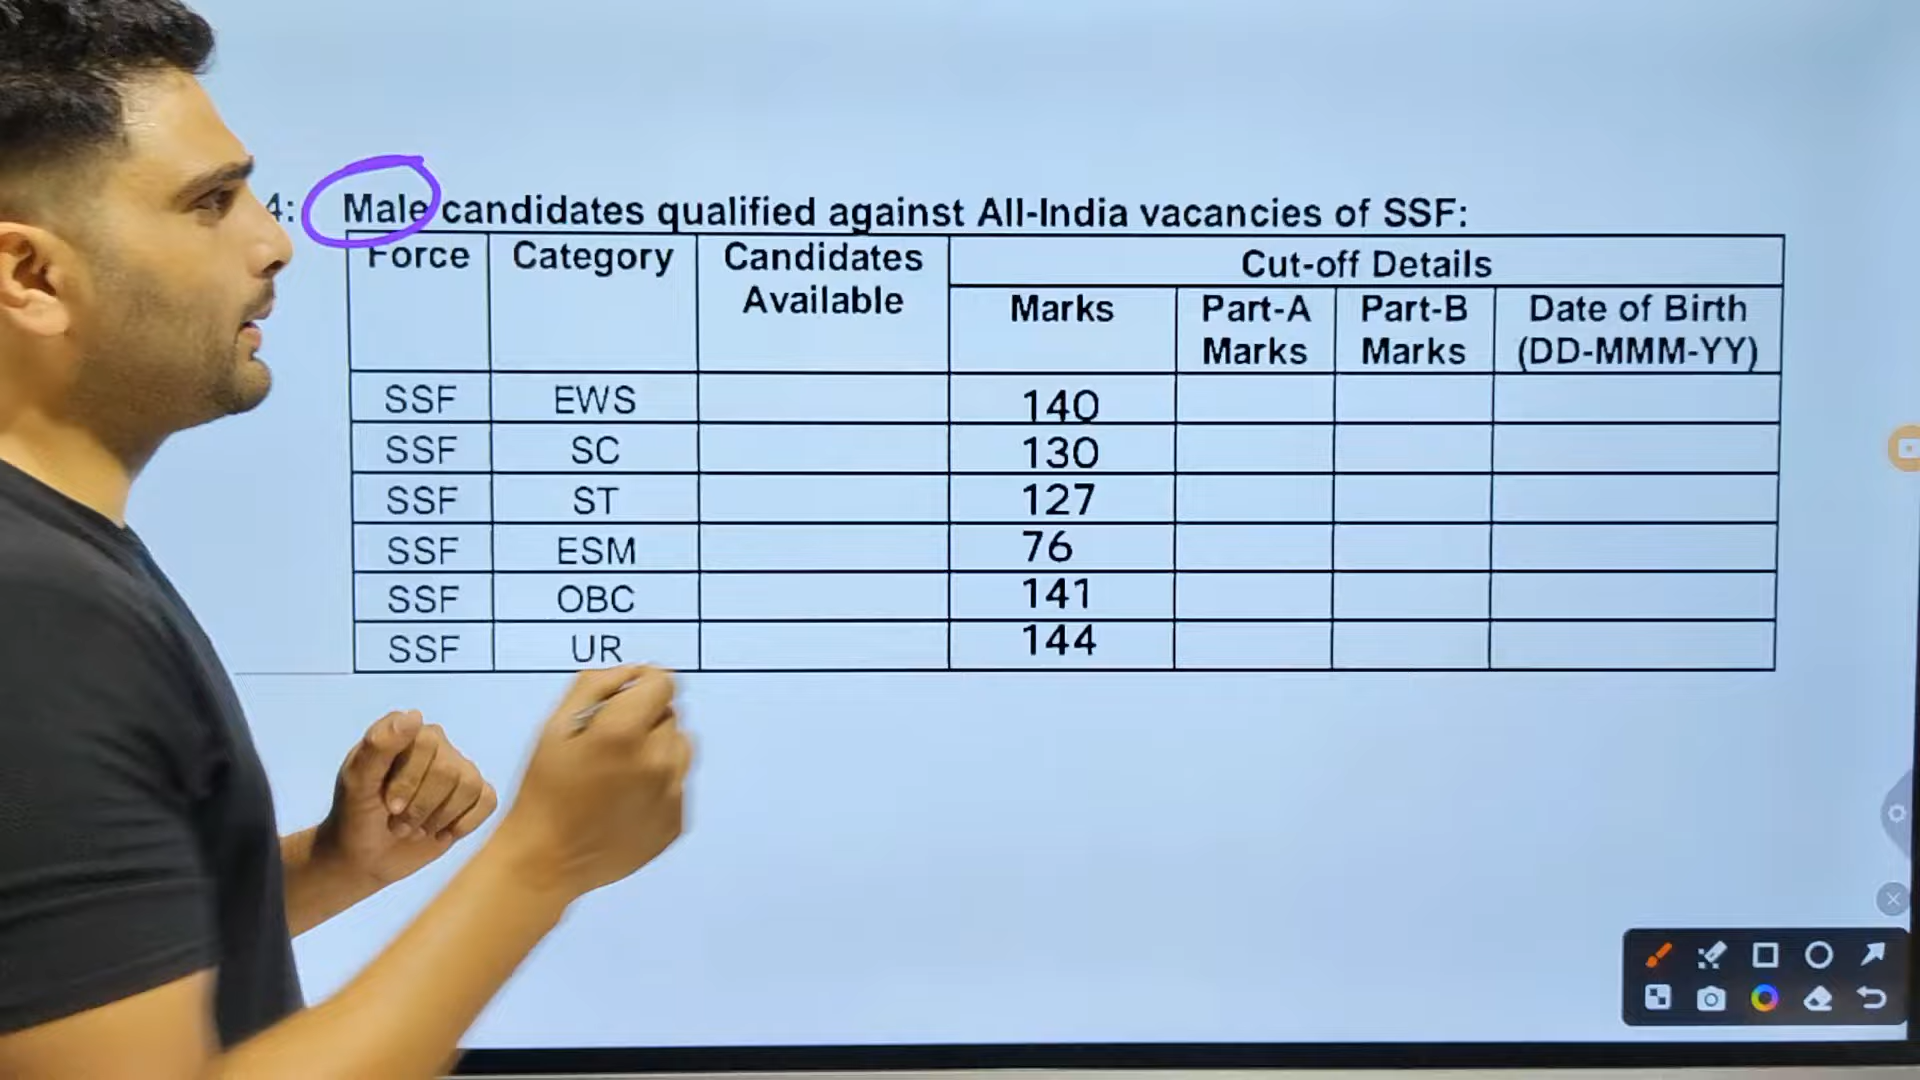 4: Male candidates qualified against All-India vacancies of SSF:
Force Category Candidates Available Cut-off Details
Marks Part-A Marks Part-B Marks Date of Birth (DD-MMM-YY)
SSF EWS 140
SSF SC 130
SSF ST 127
SSF ESM 76
SSF OBC 141
SSF UR 144